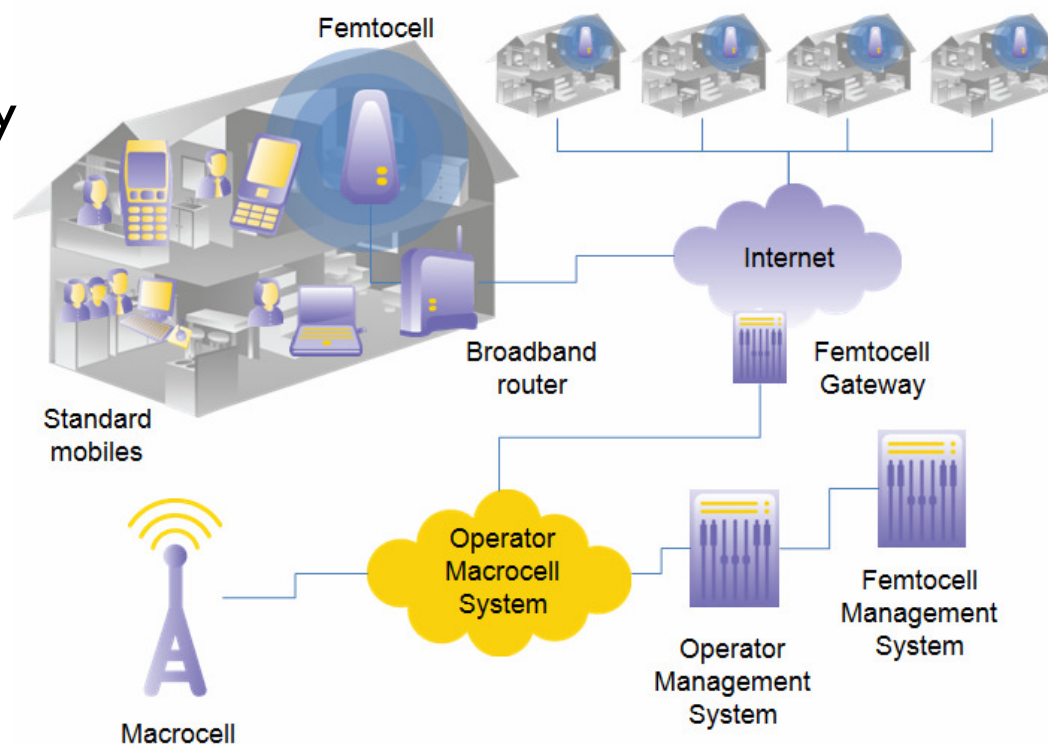 Femtocell
y
Internet
Broadband
router
Femtocell
Gateway
Standard
mobiles
Operator
Macrocell
System
Femtocell
Management
System
Operator
Management
System
Macrocell